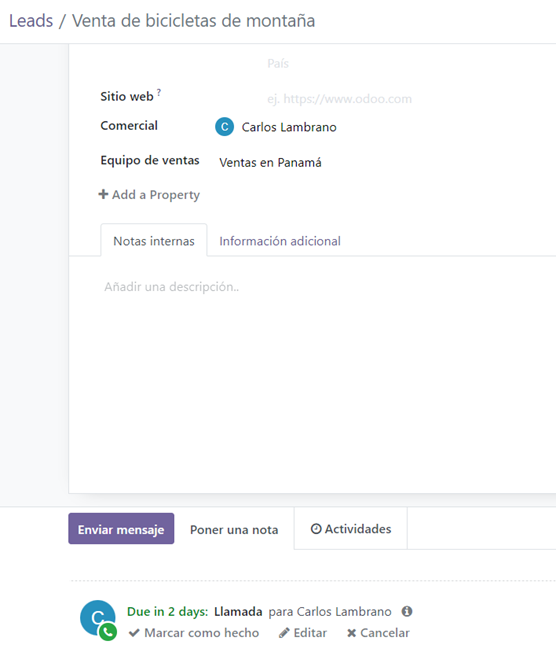 Leads / Venta de bicicletas de montaña
País
Sitio web ?
ej. https://www.odoo.com
Comercial C Carlos Lambrano
Equipo de ventas Ventas en Panamá
+ Add a Property
Notas internas Información adicional
Añadir una descripción..
Enviar mensaje Poner una nota Actividades
C Due in 2 days: Llamada para Carlos Lambrano
Marcar como hecho Editar Cancelar